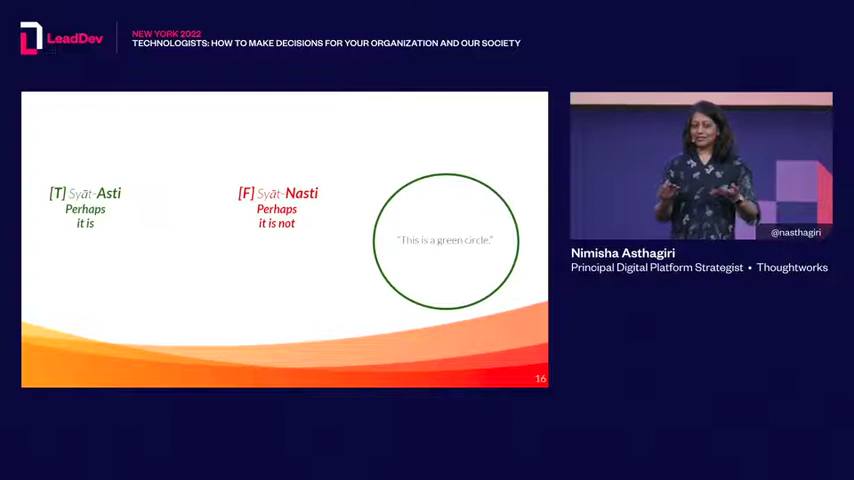 LeadDev
NEW YORK 2022
TECHNOLOGISTS: HOW TO MAKE DECISIONS FOR YOUR ORGANIZATION AND OUR SOCIETY
[T] Syāt-Asti
Perhaps
it is
[F] Syāt-Nasti
Perhaps
it is not
“This is a green circle.”
16
@nasthagiri
Nimisha Asthagiri
Principal Digital Platform Strategist • Thoughtworks